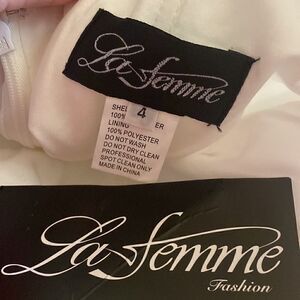 La Femme
4
100%
LINING
100% POLYESTER
DO NOT WASH
DO NOT DRY CLEAN
PROFESSIONAL
SPOT CLEAN ONLY
MADE IN CHINA
La Femme
Fashion